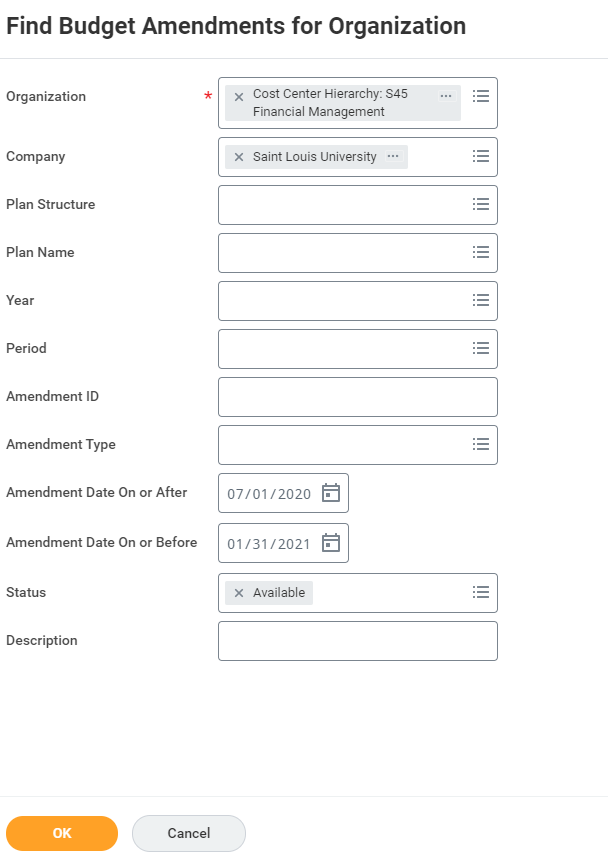 Find Budget Amendments for Organization
Organization
*
Cost Center Hierarchy: S45
Financial Management
Company
Saint Louis University
Plan Structure
Plan Name
Year
Period
Amendment ID
Amendment Type
Amendment Date On or After
07/01/2020
Amendment Date On or Before
01/31/2021
Status
Available
Description
OK
Cancel